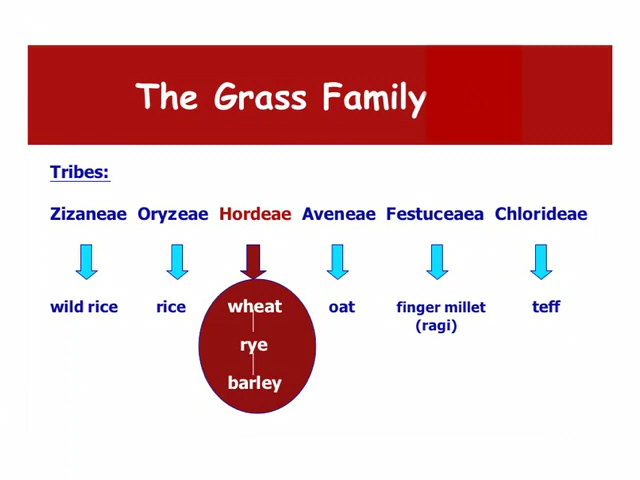 The Grass Family
Tribes:
Zizaneae Oryzeae Hordeae Aveneae Festuceaea Chlorideae
wild rice rice wheat oat finger millet teff
(ragi)
rye
barley